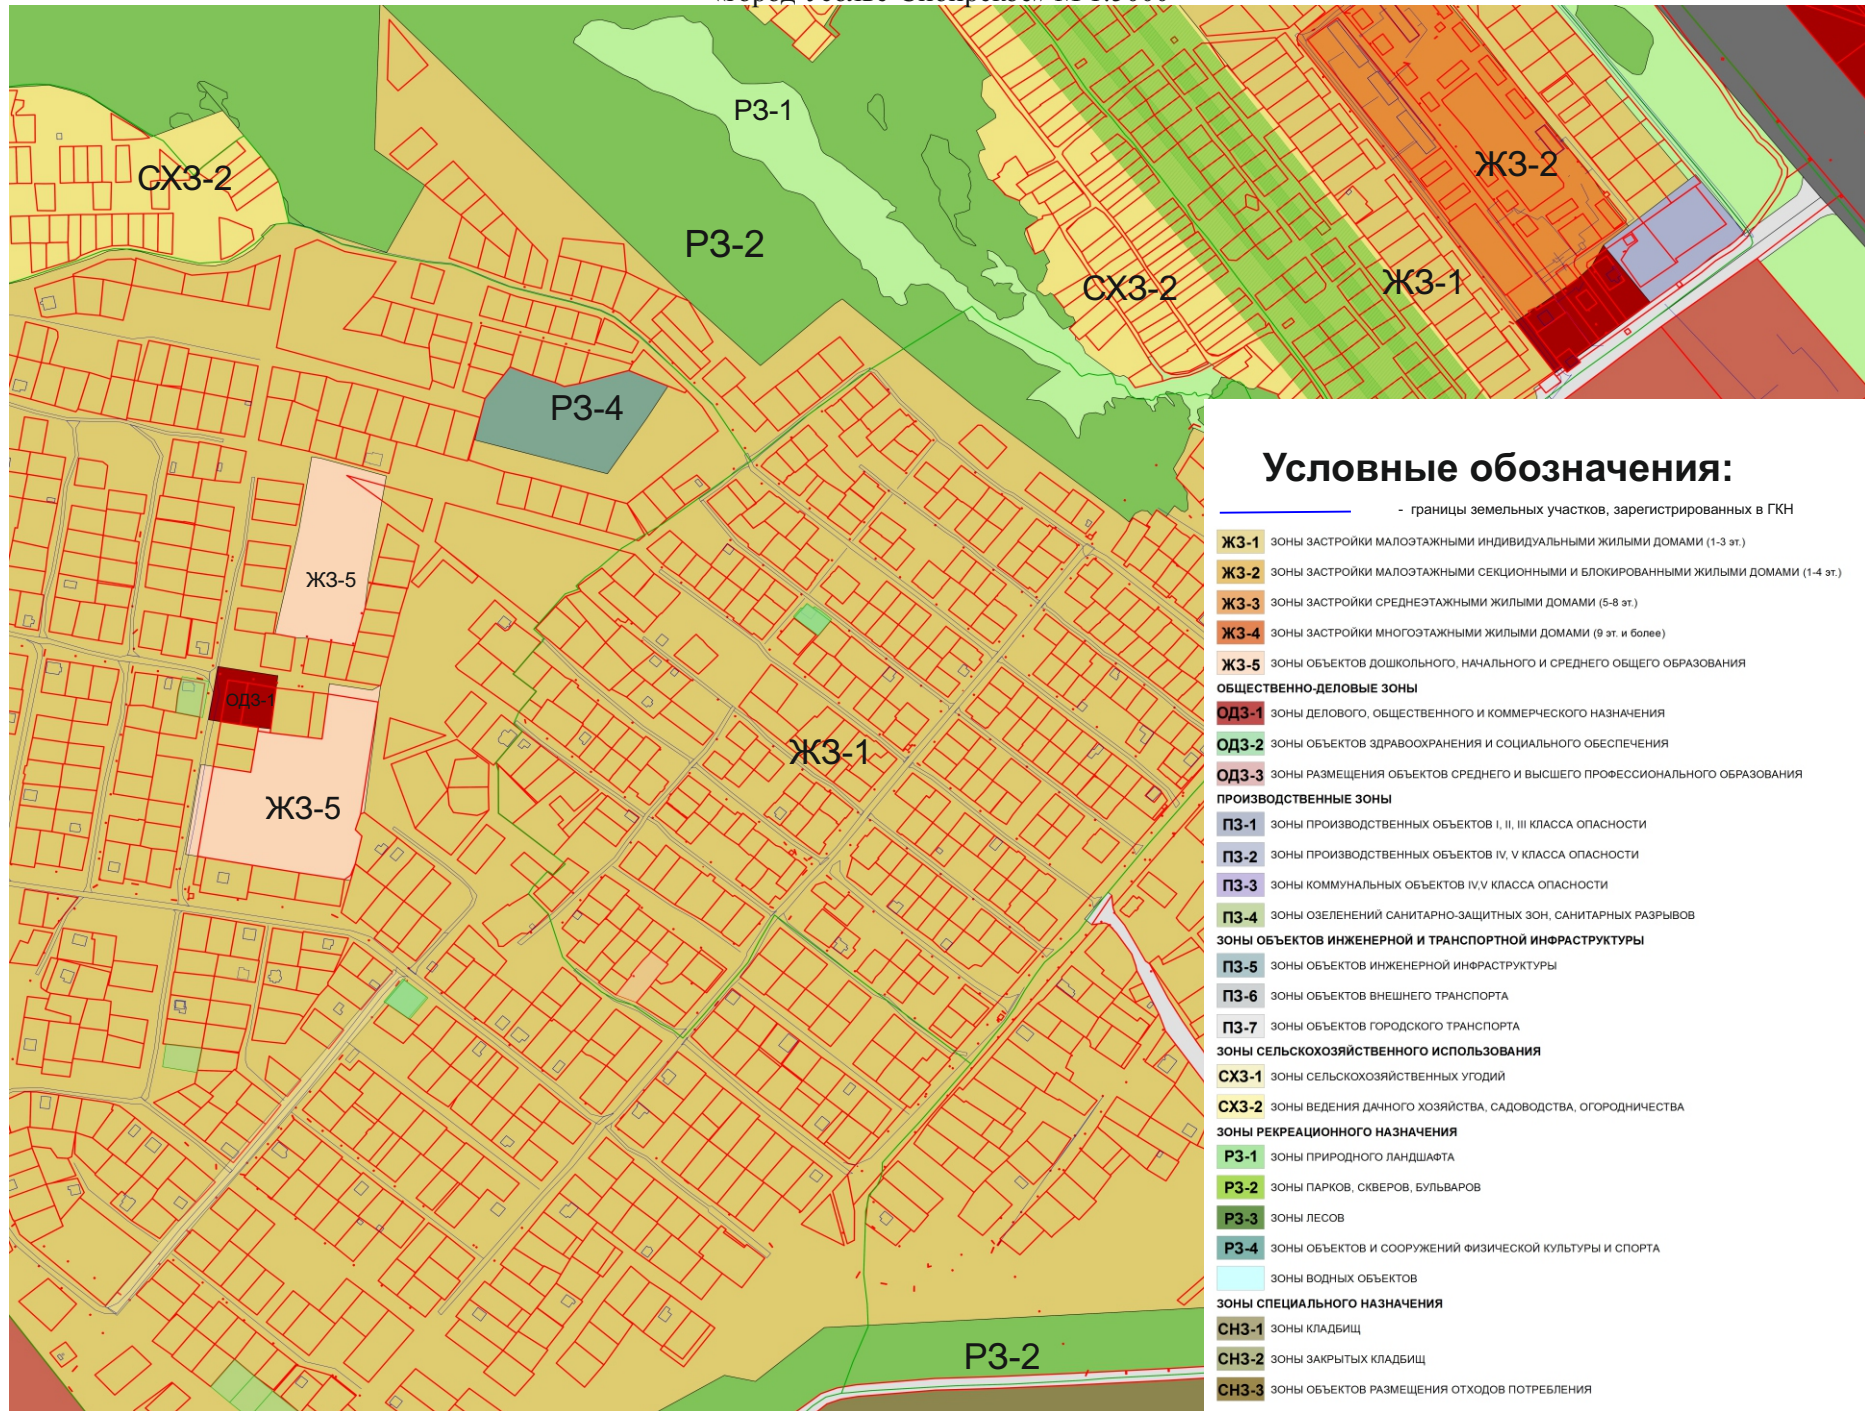 РЗ-1
СХЗ-2
ЖЗ-2
РЗ-2
СХЗ-2
ЖЗ-1
РЗ-4
ЖЗ-5
ОДЗ-1
ЖЗ-1
ЖЗ-5
РЗ-2
Условные обозначения:
- границы земельных участков, зарегистрированных в ГКН
ЖЗ-1 ЗОНЫ ЗАСТРОЙКИ МАЛОЭТАЖНЫМИ ИНДИВИДУАЛЬНЫМИ ЖИЛЫМИ ДОМАМИ (1-3 эт.)
ЖЗ-2 ЗОНЫ ЗАСТРОЙКИ МАЛОЭТАЖНЫМИ СЕКЦИОННЫМИ И БЛОКИРОВАННЫМИ ЖИЛЫМИ ДОМАМИ (1-4 эт.)
ЖЗ-3 ЗОНЫ ЗАСТРОЙКИ СРЕДНЕЭТАЖНЫМИ ЖИЛЫМИ ДОМАМИ (5-8 эт.)
ЖЗ-4 ЗОНЫ ЗАСТРОЙКИ МНОГОЭТАЖНЫМИ ЖИЛЫМИ ДОМАМИ (9 эт. и более)
ЖЗ-5 ЗОНЫ ОБЪЕКТОВ ДОШКОЛЬНОГО, НАЧАЛЬНОГО И СРЕДНЕГО ОБЩЕГО ОБРАЗОВАНИЯ
ОБЩЕСТВЕННО-ДЕЛОВЫЕ ЗОНЫ
ОДЗ-1 ЗОНЫ ДЕЛОВОГО, ОБЩЕСТВЕННОГО И КОММЕРЧЕСКОГО НАЗНАЧЕНИЯ
ОДЗ-2 ЗОНЫ ОБЪЕКТОВ ЗДРАВООХРАНЕНИЯ И СОЦИАЛЬНОГО ОБЕСПЕЧЕНИЯ
ОДЗ-3 ЗОНЫ РАЗМЕЩЕНИЯ ОБЪЕКТОВ СРЕДНЕГО И ВЫСШЕГО ПРОФЕССИОНАЛЬНОГО ОБРАЗОВАНИЯ
ПРОИЗВОДСТВЕННЫЕ ЗОНЫ
ПЗ-1 ЗОНЫ ПРОИЗВОДСТВЕННЫХ ОБЪЕКТОВ I, II, III КЛАССА ОПАСНОСТИ
ПЗ-2 ЗОНЫ ПРОИЗВОДСТВЕННЫХ ОБЪЕКТОВ IV, V КЛАССА ОПАСНОСТИ
ПЗ-3 ЗОНЫ КОММУНАЛЬНЫХ ОБЪЕКТОВ IV,V КЛАССА ОПАСНОСТИ
ПЗ-4 ЗОНЫ ОЗЕЛЕНЕНИЙ САНИТАРНО-ЗАЩИТНЫХ ЗОН, САНИТАРНЫХ РАЗРЫВОВ
ЗОНЫ ОБЪЕКТОВ ИНЖЕНЕРНОЙ И ТРАНСПОРТНОЙ ИНФРАСТРУКТУРЫ
ПЗ-5 ЗОНЫ ОБЪЕКТОВ ИНЖЕНЕРНОЙ ИНФРАСТРУКТУРЫ
ПЗ-6 ЗОНЫ ОБЪЕКТОВ ВНЕШНЕГО ТРАНСПОРТА
ПЗ-7 ЗОНЫ ОБЪЕКТОВ ГОРОДСКОГО ТРАНСПОРТА
ЗОНЫ СЕЛЬСКОХОЗЯЙСТВЕННОГО ИСПОЛЬЗОВАНИЯ
СХЗ-1 ЗОНЫ СЕЛЬСКОХОЗЯЙСТВЕННЫХ УГОДИЙ
СХЗ-2 ЗОНЫ ВЕДЕНИЯ ДАЧНОГО ХОЗЯЙСТВА, САДОВОДСТВА, ОГОРОДНИЧЕСТВА
ЗОНЫ РЕКРЕАЦИОННОГО НАЗНАЧЕНИЯ
РЗ-1 ЗОНЫ ПРИРОДНОГО ЛАНДШАФТА
РЗ-2 ЗОНЫ ПАРКОВ, СКВЕРОВ, БУЛЬВАРОВ
РЗ-3 ЗОНЫ ЛЕСОВ
РЗ-4 ЗОНЫ ОБЪЕКТОВ И СООРУЖЕНИЙ ФИЗИЧЕСКОЙ КУЛЬТУРЫ И СПОРТА
ЗОНЫ ВОДНЫХ ОБЪЕКТОВ
ЗОНЫ СПЕЦИАЛЬНОГО НАЗНАЧЕНИЯ
СНЗ-1 ЗОНЫ КЛАДБИЩ
СНЗ-2 ЗОНЫ ЗАКРЫТЫХ КЛАДБИЩ
СНЗ-3 ЗОНЫ ОБЪЕКТОВ РАЗМЕЩЕНИЯ ОТХОДОВ ПОТРЕБЛЕНИЯ